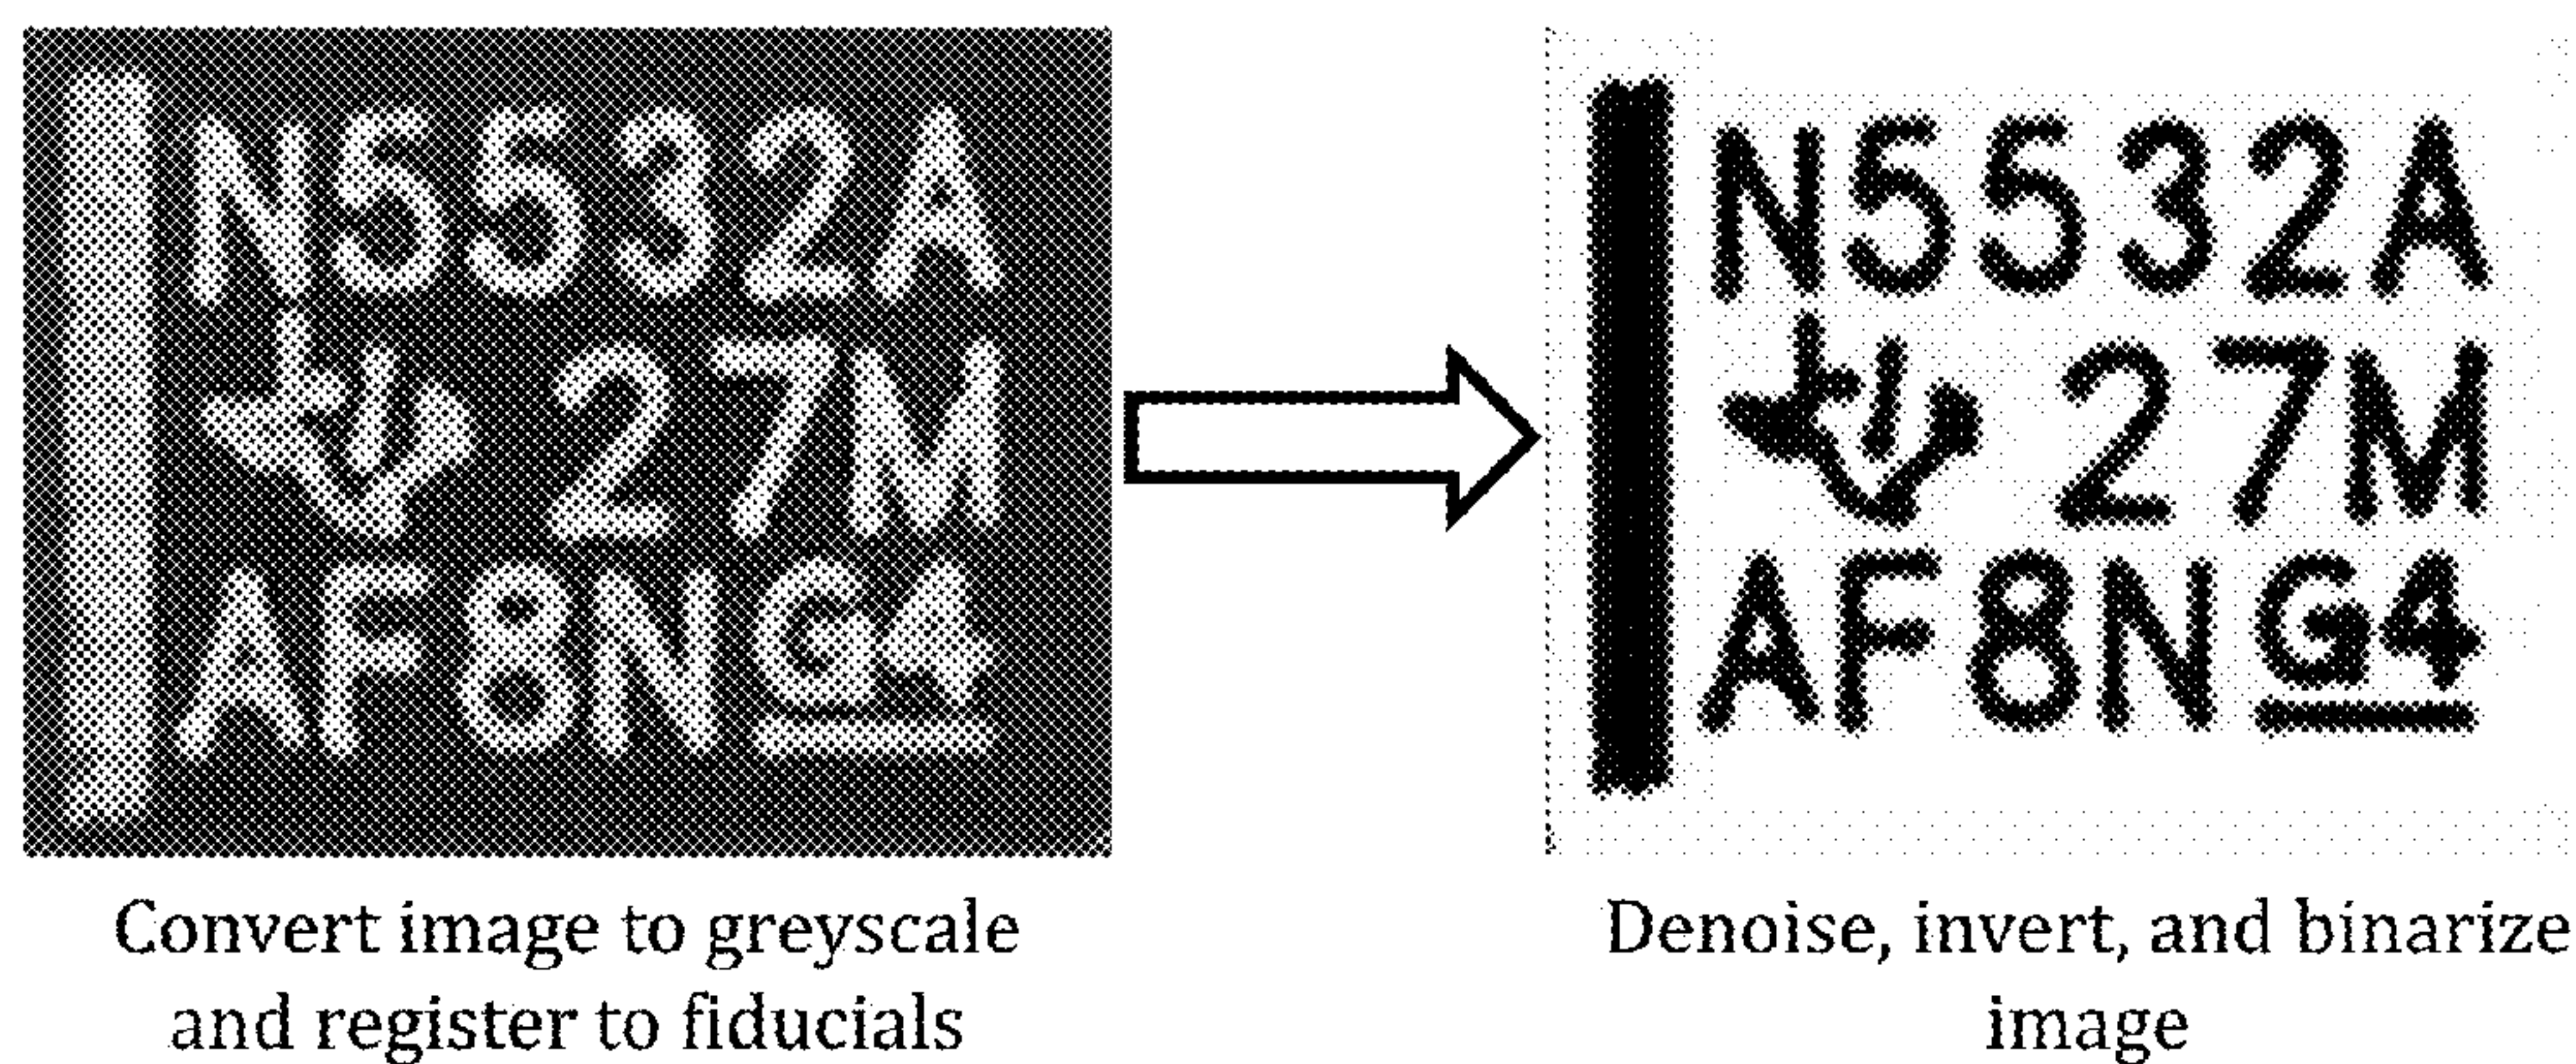 N5532A
27M
AF8NG4
Convert image to greyscale
and register to fiducials
N5532A
27M
AF8NG4
Denoise, invert, and binarize
image